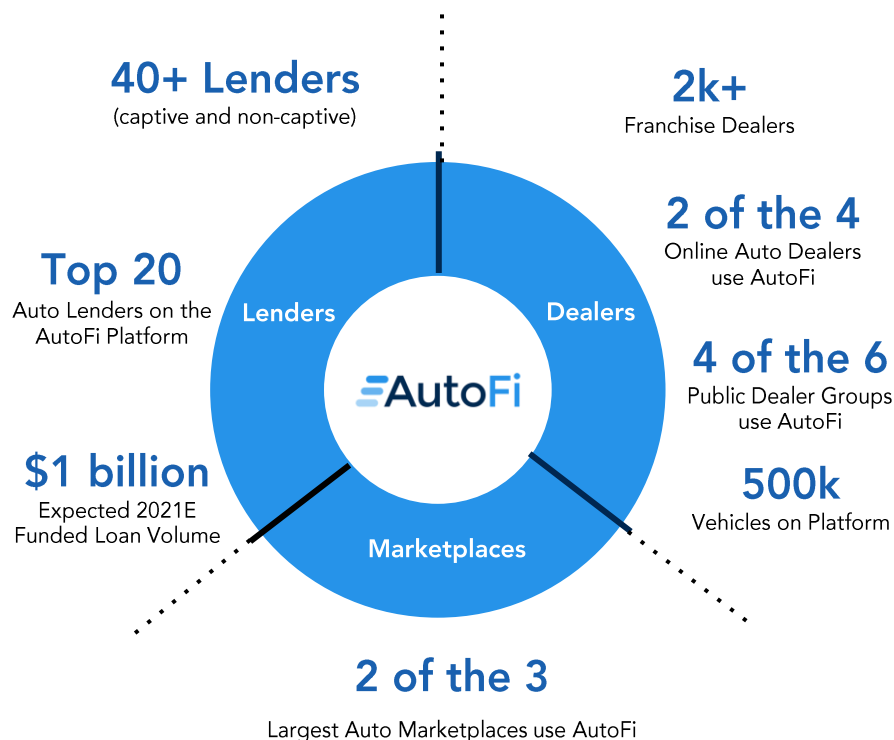 40+ Lenders
(captive and non-captive)
Top 20
Auto Lenders on the
AutoFi Platform
$1 billion
Expected 2021E
Funded Loan Volume
Lenders
AutoFi
Dealers
Marketplaces
2k+
Franchise Dealers
2 of the 4
Online Auto Dealers
use AutoFi
4 of the 6
Public Dealer Groups
use AutoFi
500k
Vehicles on Platform
2 of the 3
Largest Auto Marketplaces use AutoFi